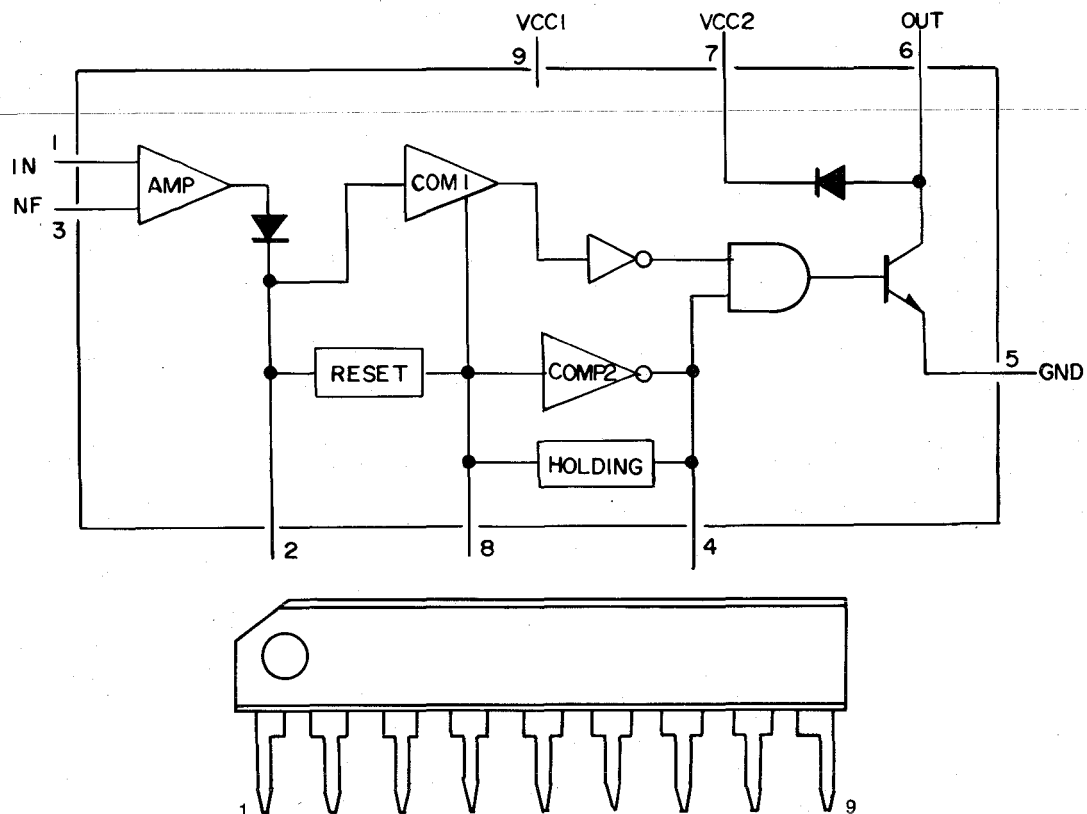 VCC1
VCC2
OUT
9
7
6
1
IN
AMP
COM1
NF
3
5
GND
RESET
COMP2
HOLDING
2
8
4
1
9